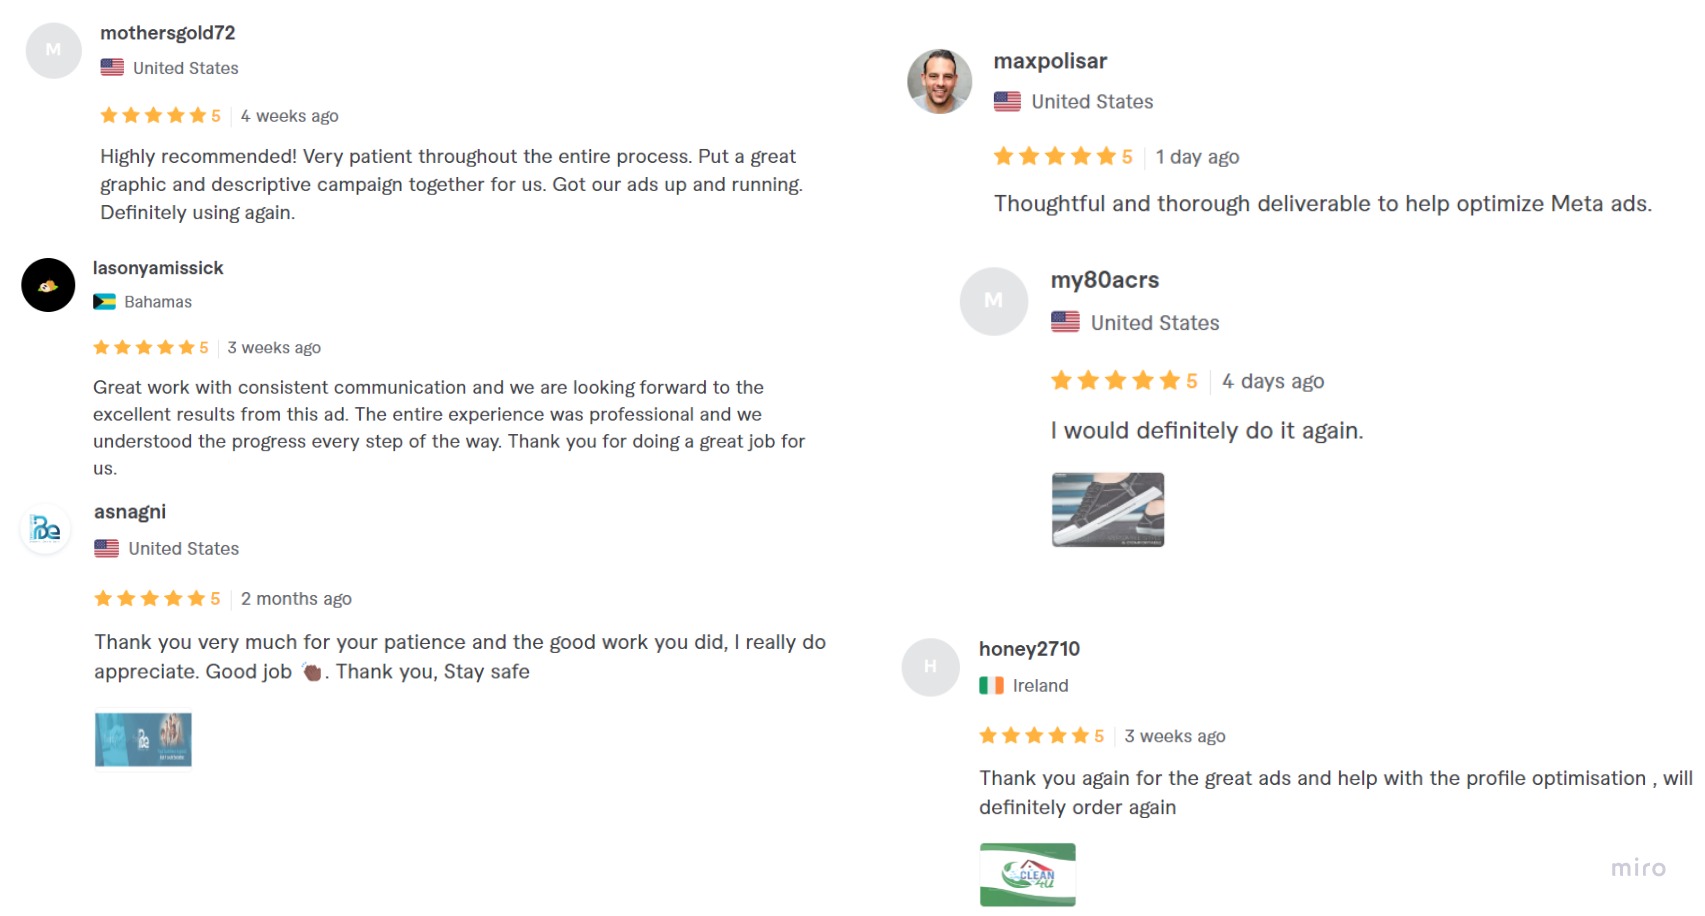 M
mothersgold72
United States
5 4 weeks ago
Highly recommended! Very patient throughout the entire process. Put a great
graphic and descriptive campaign together for us. Got our ads up and running.
Definitely using again.
lasonyamissick
Bahamas
5 3 weeks ago
Great work with consistent communication and we are looking forward to the
excellent results from this ad. The entire experience was professional and we
understood the progress every step of the way. Thank you for doing a great job for
us.
asnagni
United States
5 2 months ago
Thank you very much for your patience and the good work you did, I really do
appreciate. Good job 👏🏿. Thank you, Stay safe
maxpolisar
United States
5 1 day ago
Thoughtful and thorough deliverable to help optimize Meta ads.
M
my80acrs
United States
5 4 days ago
I would definitely do it again.
H
honey2710
Ireland
5 3 weeks ago
Thank you again for the great ads and help with the profile optimisation , will
definitely order again
CLEAN
4U
miro